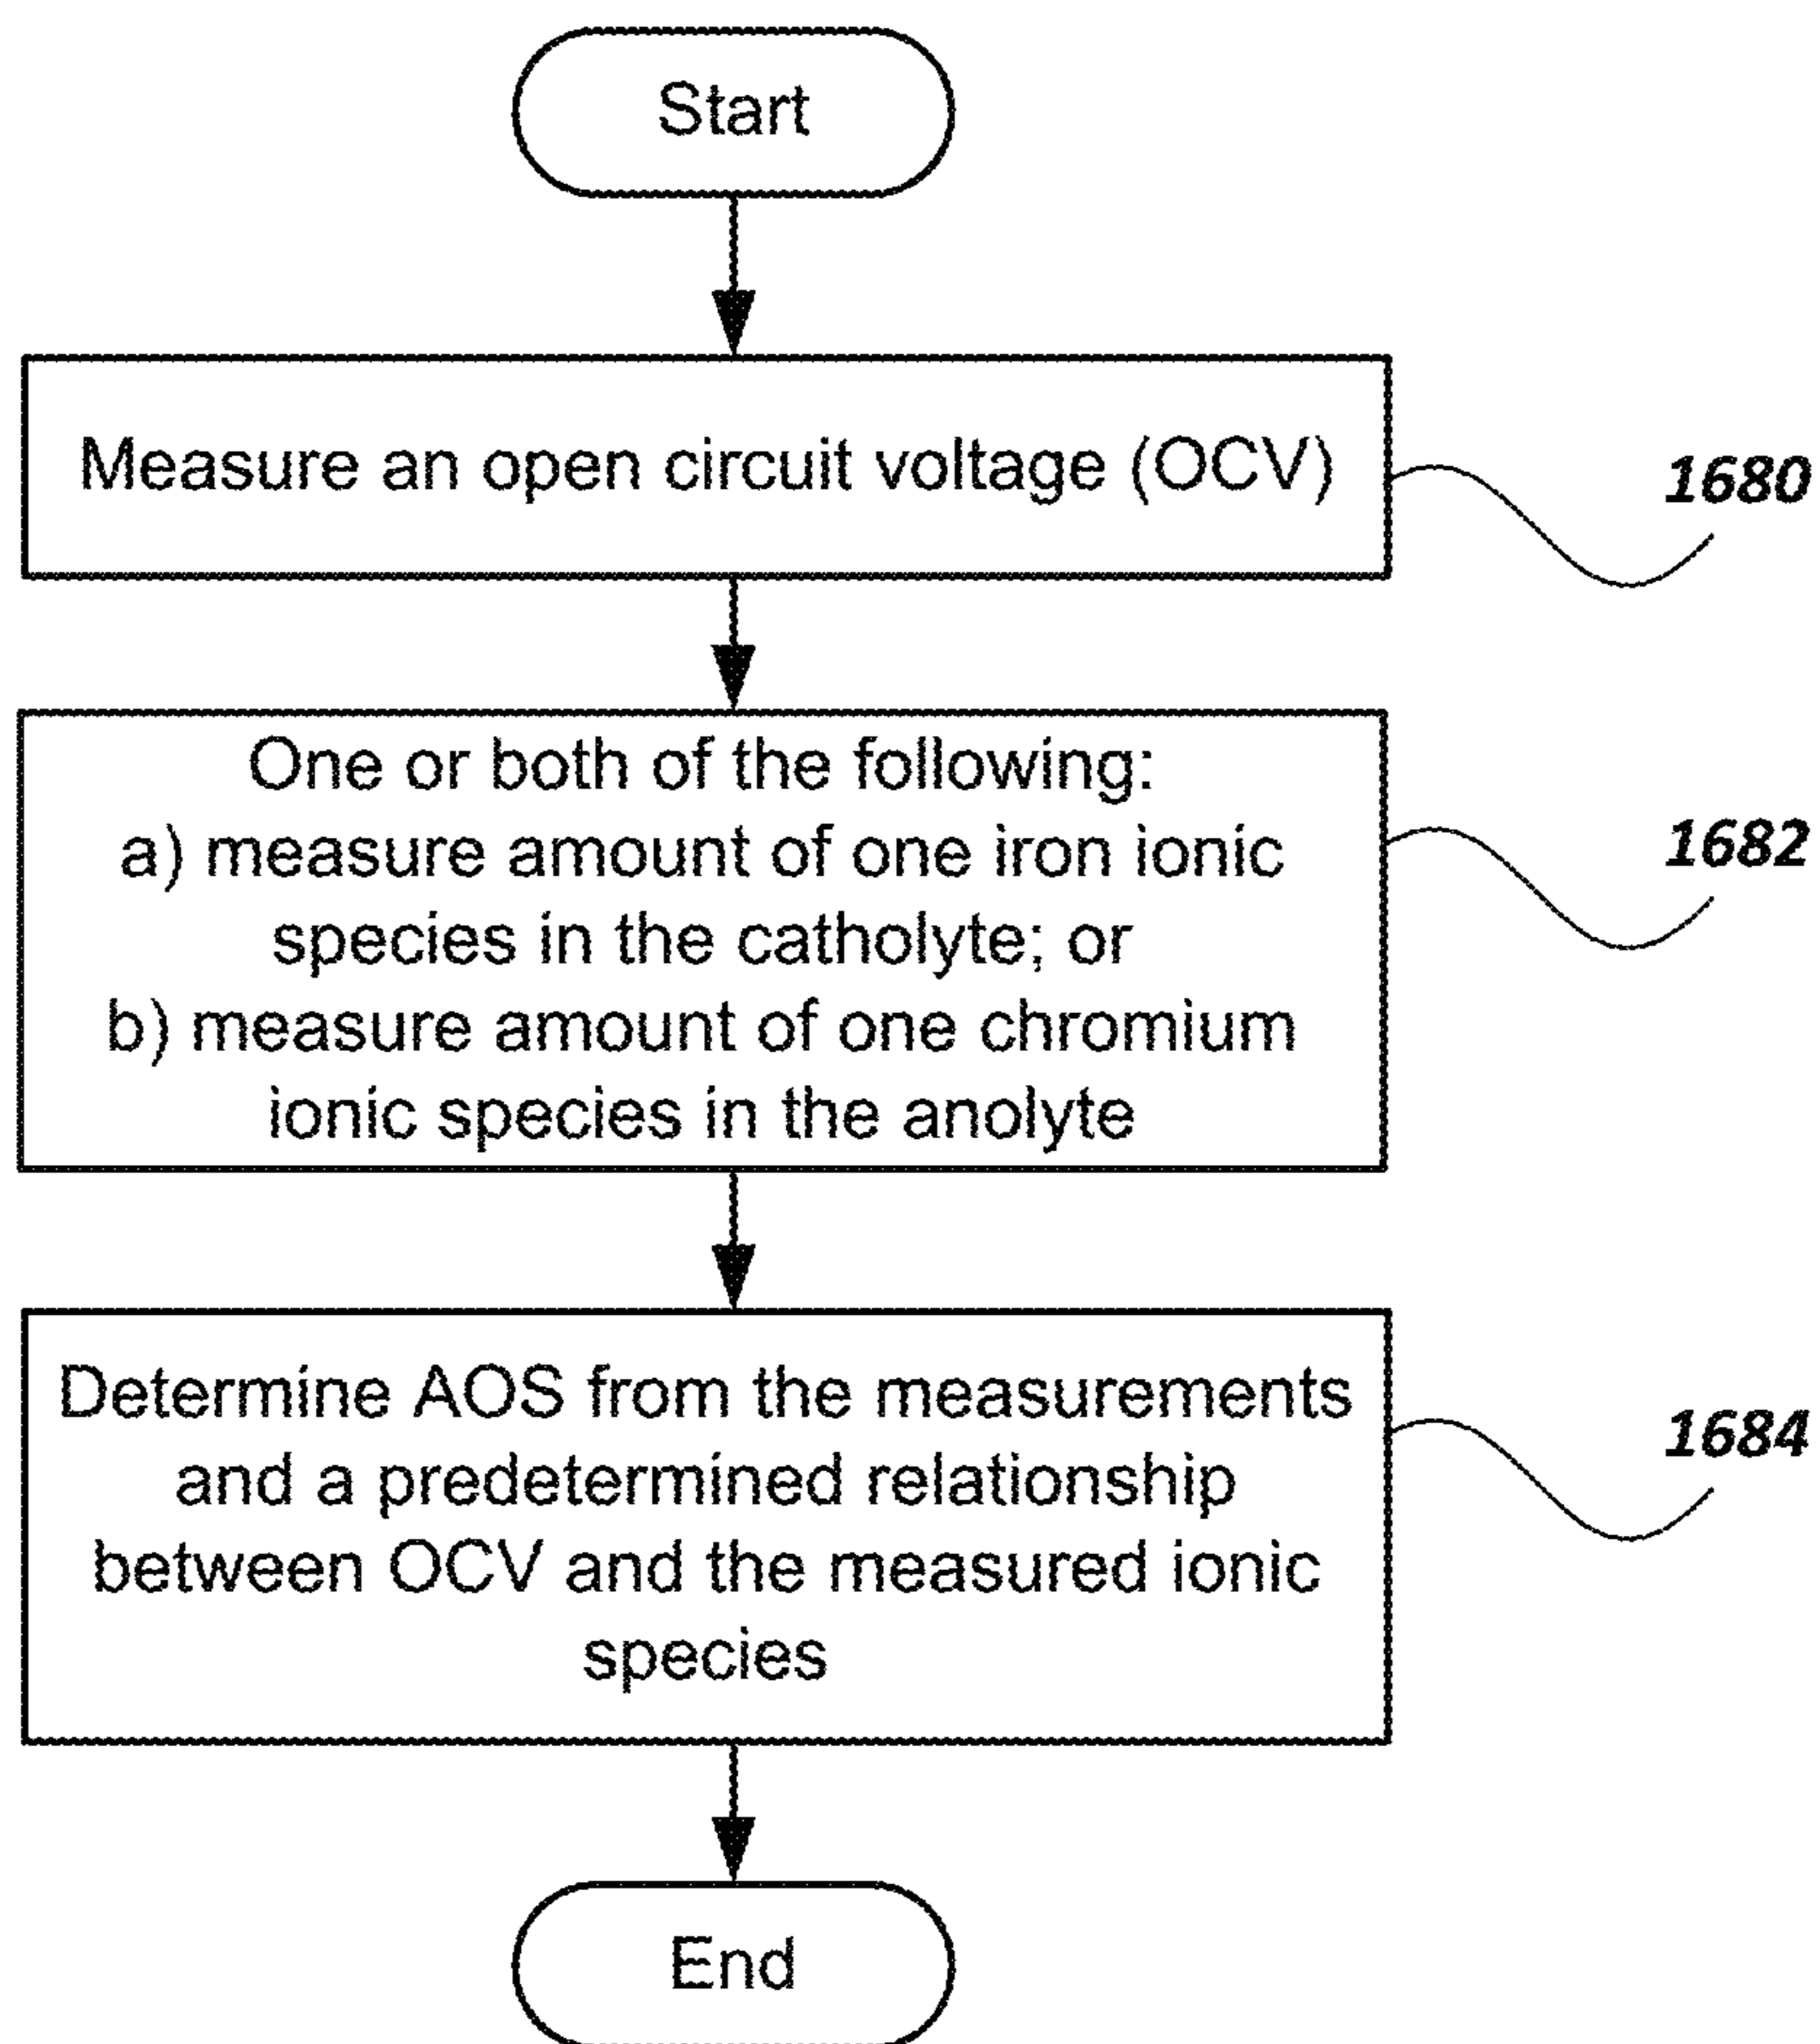 Start
Measure an open circuit voltage (OCV)
1680
One or both of the following:
a) measure amount of one iron ionic
species in the catholyte; or
b) measure amount of one chromium
ionic species in the anolyte
1682
Determine AOS from the measurements
and a predetermined relationship
between OCV and the measured ionic
species
1684
End